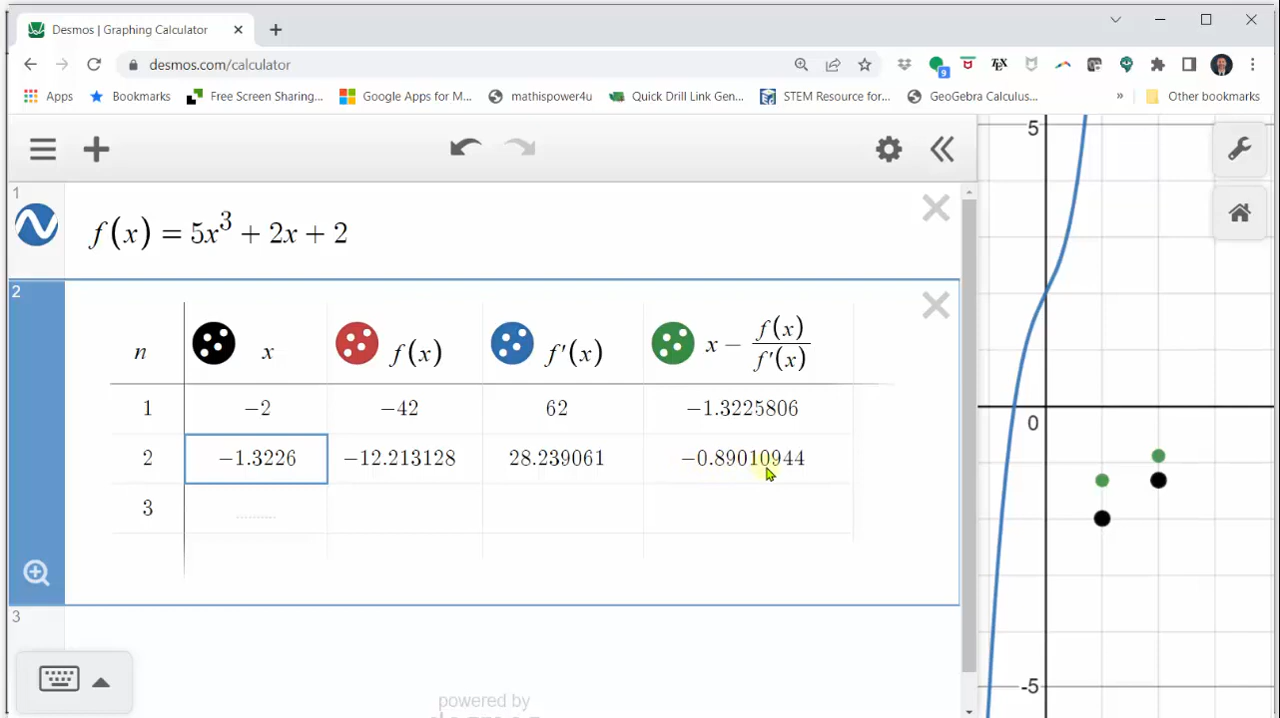 Desmos | Graphing Calculator
desmos.com/calculator
9
TEX
Apps
Bookmarks
Free Screen Sharing...
Google Apps for M...
mathispower4u
Quick Drill Link Gen...
STEM Resource for...
GeoGebra Calculus...
»
Other bookmarks
1
f(x) = 5x³ + 2x + 2
2
n x f(x) f′(x) x − f(x)/f′(x)
1 −2 −42 62 −1.3225806
2 −1.3226 −12.213128 28.239061 −0.89010944
3
3
powered by
5
0
-5